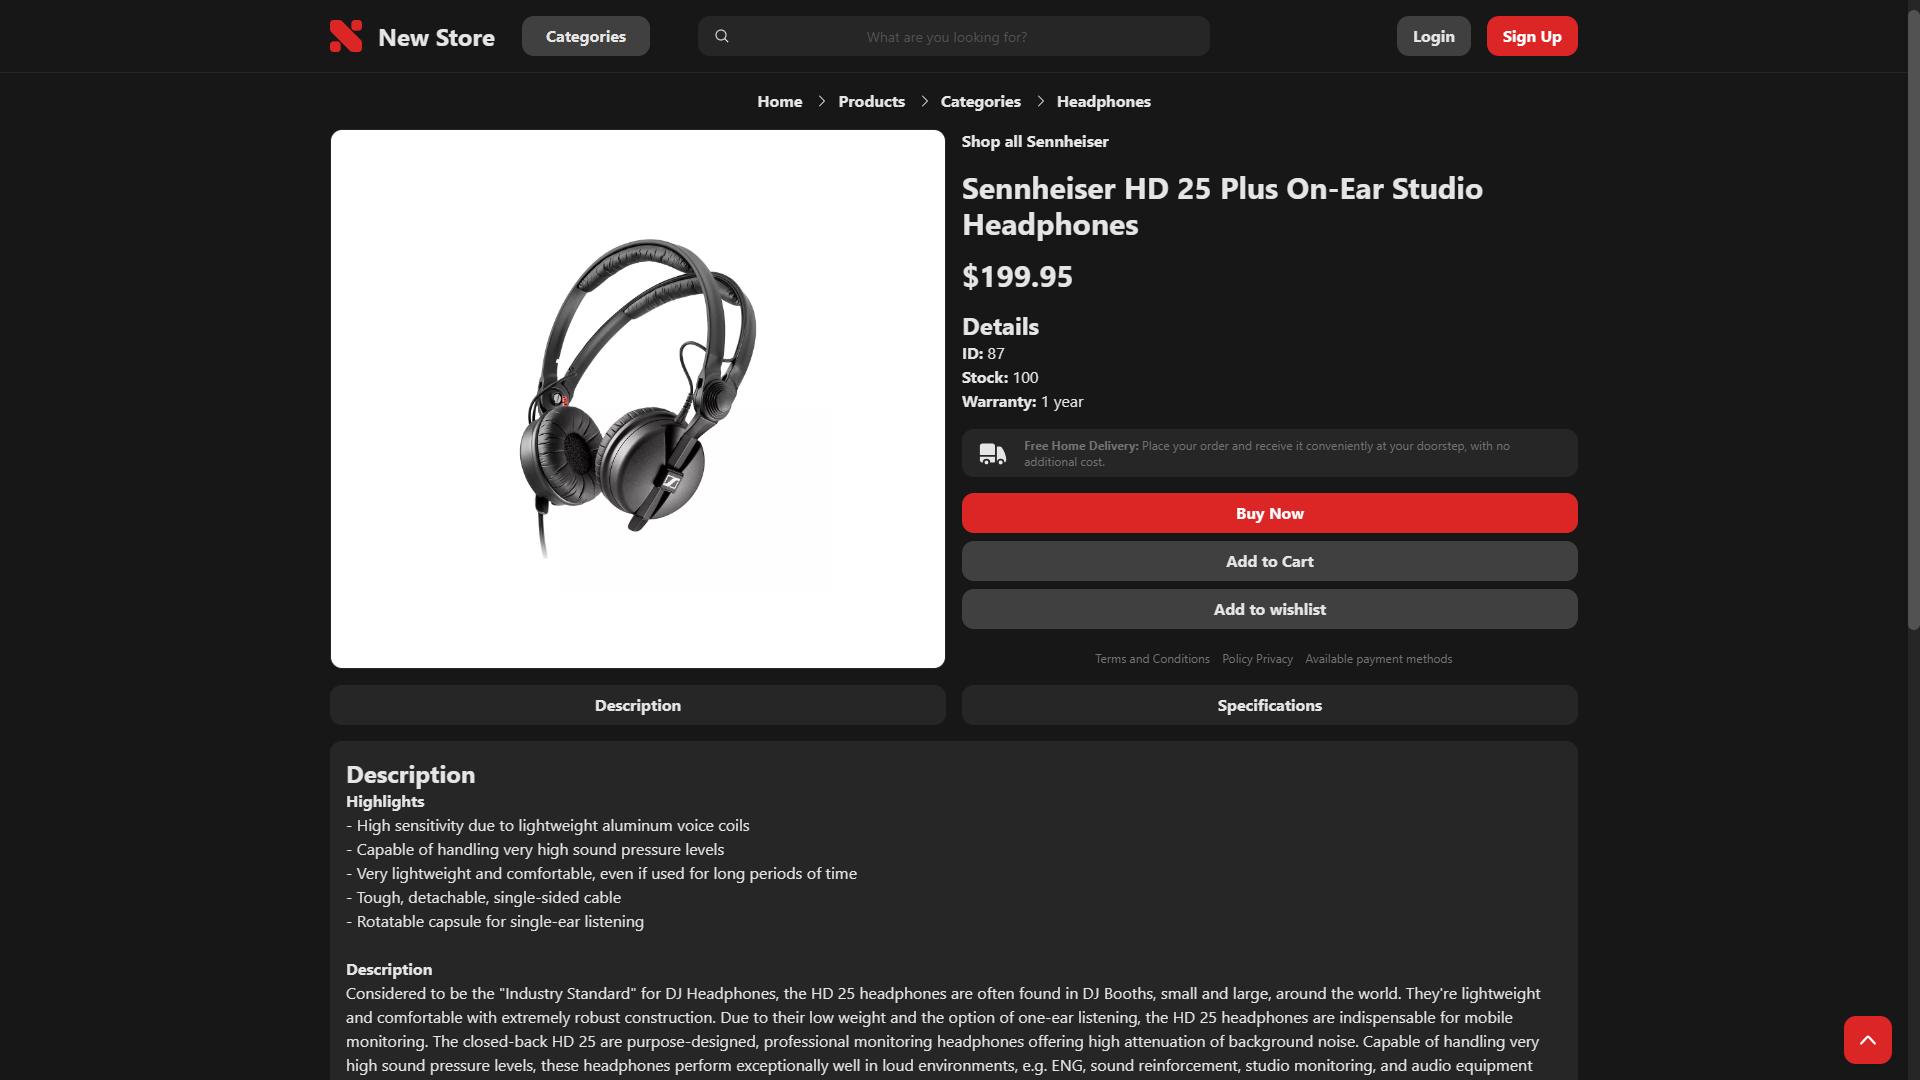 New Store
Categories
What are you looking for?
Login
Sign Up
Home
Products
Categories
Headphones
Shop all Sennheiser
Sennheiser HD 25 Plus On-Ear Studio
Headphones
$199.95
Details
ID: 87
Stock: 100
Warranty: 1 year
Free Home Delivery: Place your order and receive it conveniently at your doorstep, with no
additional cost.
Buy Now
Add to Cart
Add to wishlist
Terms and Conditions
Policy Privacy
Available payment methods
Description
Specifications
Description
Highlights
- High sensitivity due to lightweight aluminum voice coils
- Capable of handling very high sound pressure levels
- Very lightweight and comfortable, even if used for long periods of time
- Tough, detachable, single-sided cable
- Rotatable capsule for single-ear listening
Description
Considered to be the "Industry Standard" for DJ Headphones, the HD 25 headphones are often found in DJ Booths, small and large, around the world. They're lightweight
and comfortable with extremely robust construction. Due to their low weight and the option of one-ear listening, the HD 25 headphones are indispensable for mobile
monitoring. The closed-back HD 25 are purpose-designed, professional monitoring headphones offering high attenuation of background noise. Capable of handling very
high sound pressure levels, these headphones perform exceptionally well in loud environments, e.g. ENG, sound reinforcement, studio monitoring, and audio equipment